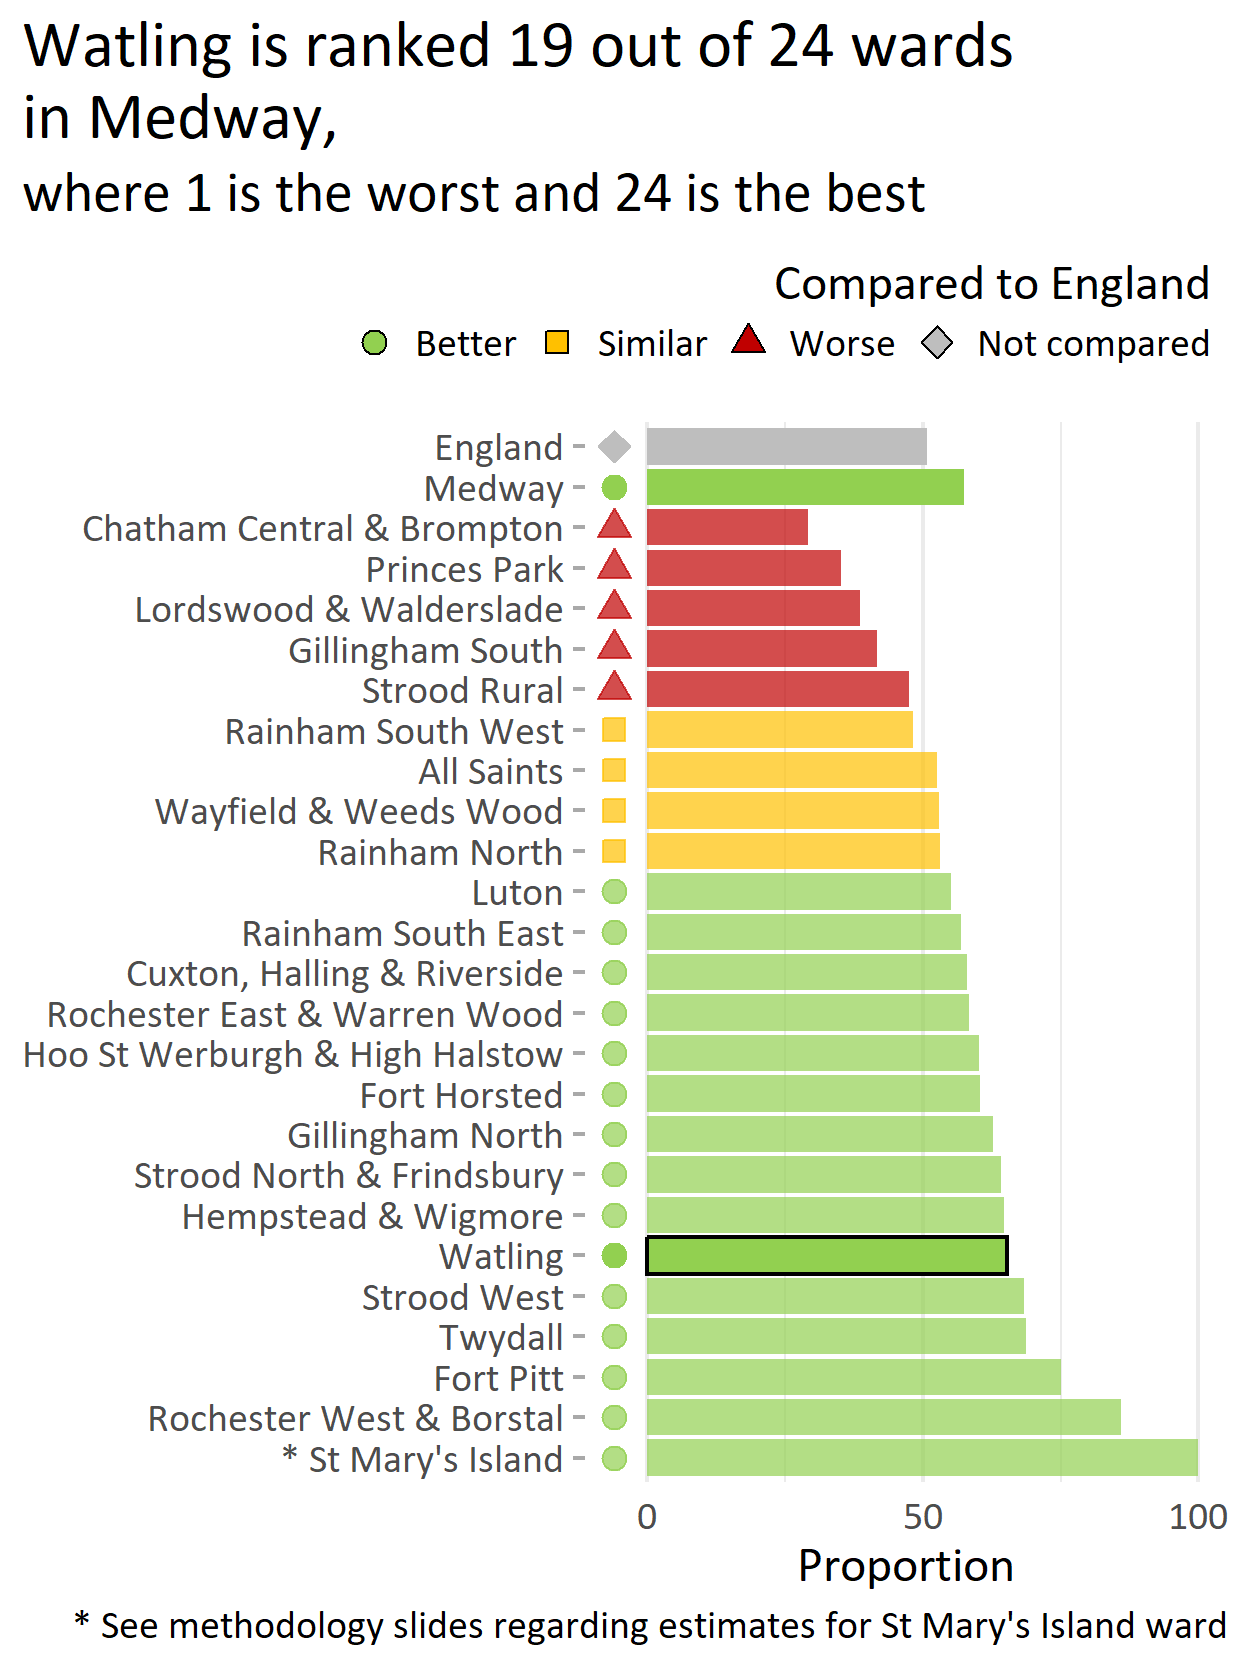 Watling is ranked 19 out of 24 wards
in Medway,
where 1 is the worst and 24 is the best
Compared to England
Better Similar Worse Not compared
England
Medway
Chatham Central & Brompton
Princes Park
Lordswood & Walderslade
Gillingham South
Strood Rural
Rainham South West
All Saints
Wayfield & Weeds Wood
Rainham North
Luton
Rainham South East
Cuxton, Halling & Riverside
Rochester East & Warren Wood
Hoo St Werburgh & High Halstow
Fort Horsted
Gillingham North
Strood North & Frindsbury
Hempstead & Wigmore
Watling
Strood West
Twydall
Fort Pitt
Rochester West & Borstal
* St Mary's Island
0 50 100
Proportion
* See methodology slides regarding estimates for St Mary's Island ward